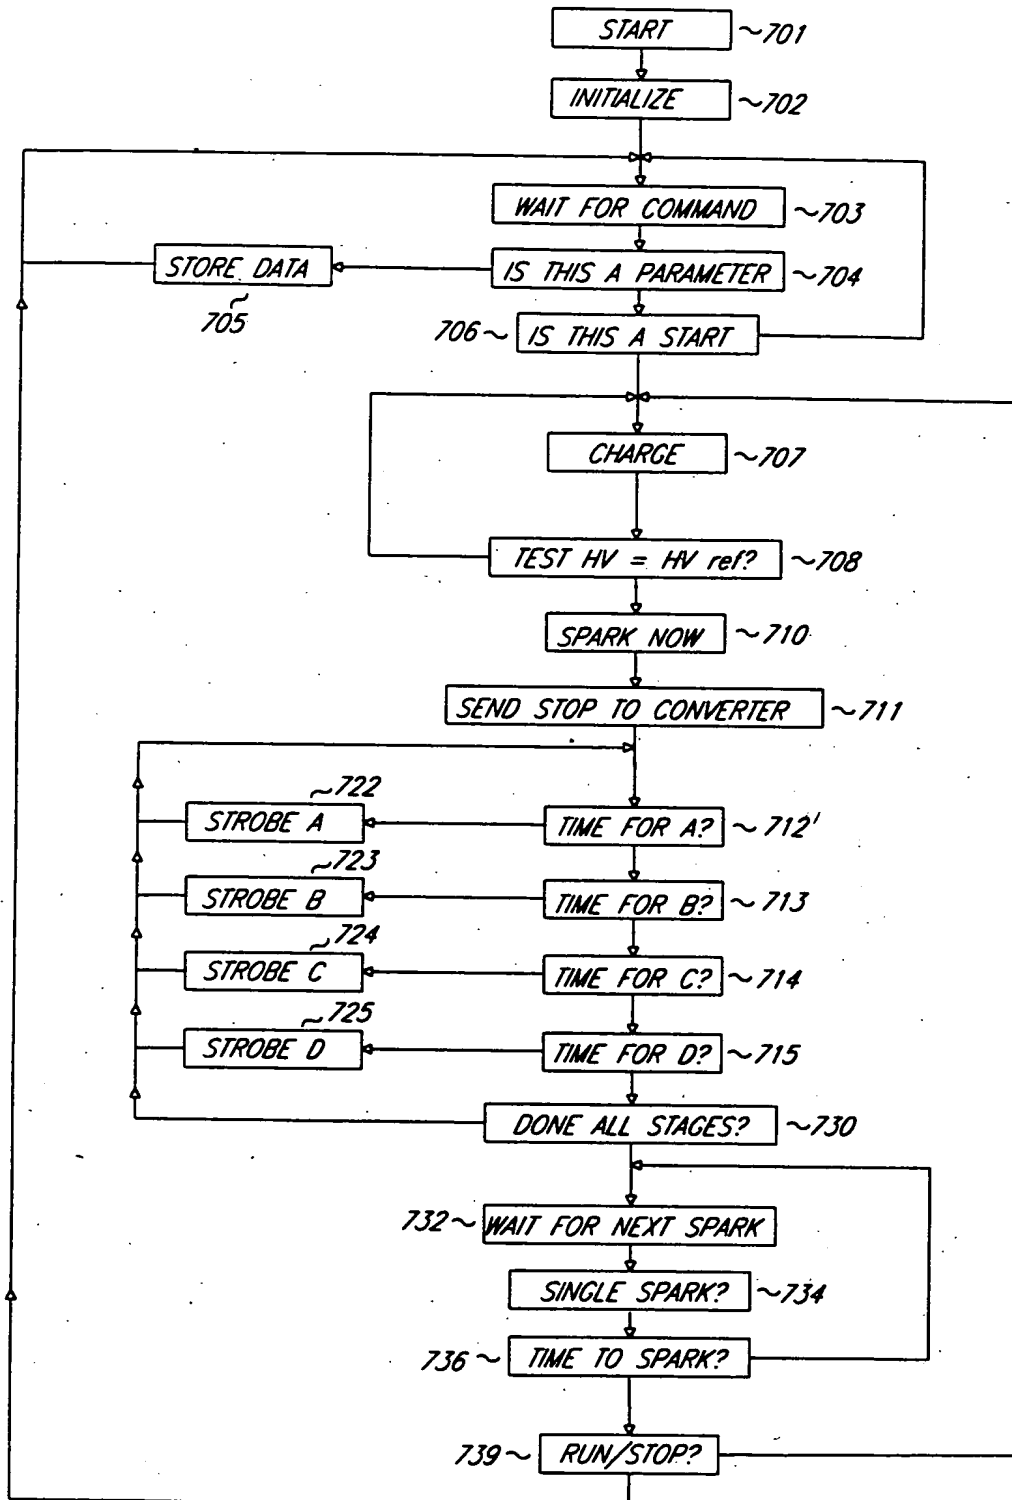 START ~701
INITIALIZE ~702
WAIT FOR COMMAND ~703
STORE DATA
705
IS THIS A PARAMETER ~704
706~ IS THIS A START
CHARGE ~707
TEST HV = HV ref? ~708
SPARK NOW ~710
SEND STOP TO CONVERTER ~711
~722
STROBE A
TIME FOR A? ~712'
~723
STROBE B
TIME FOR B? ~713
~724
STROBE C
TIME FOR C? ~714
~725
STROBE D
TIME FOR D? ~715
DONE ALL STAGES? ~730
732~ WAIT FOR NEXT SPARK
SINGLE SPARK? ~734
736~ TIME TO SPARK?
739~ RUN/STOP?